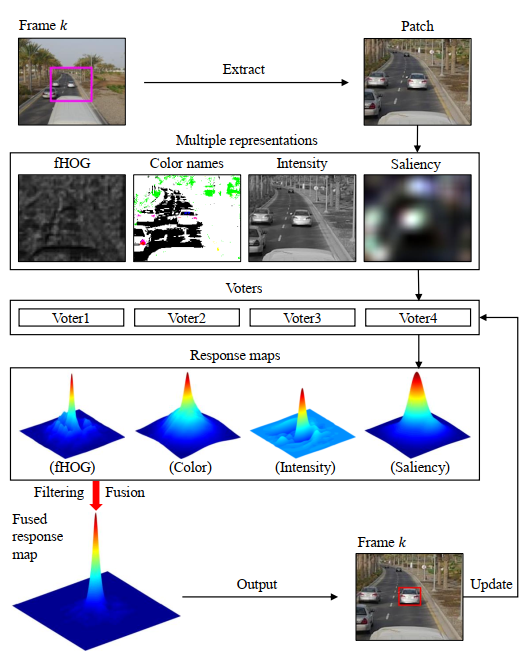 Frame k
Patch
Extract
Multiple representations
fHOG
Color names
Intensity
Saliency
Voters
Voter1
Voter2
Voter3
Voter4
Response maps
(fHOG)
(Color)
(Intensity)
(Saliency)
Filtering
Fusion
Fused
response
map
Frame k
Output
Update